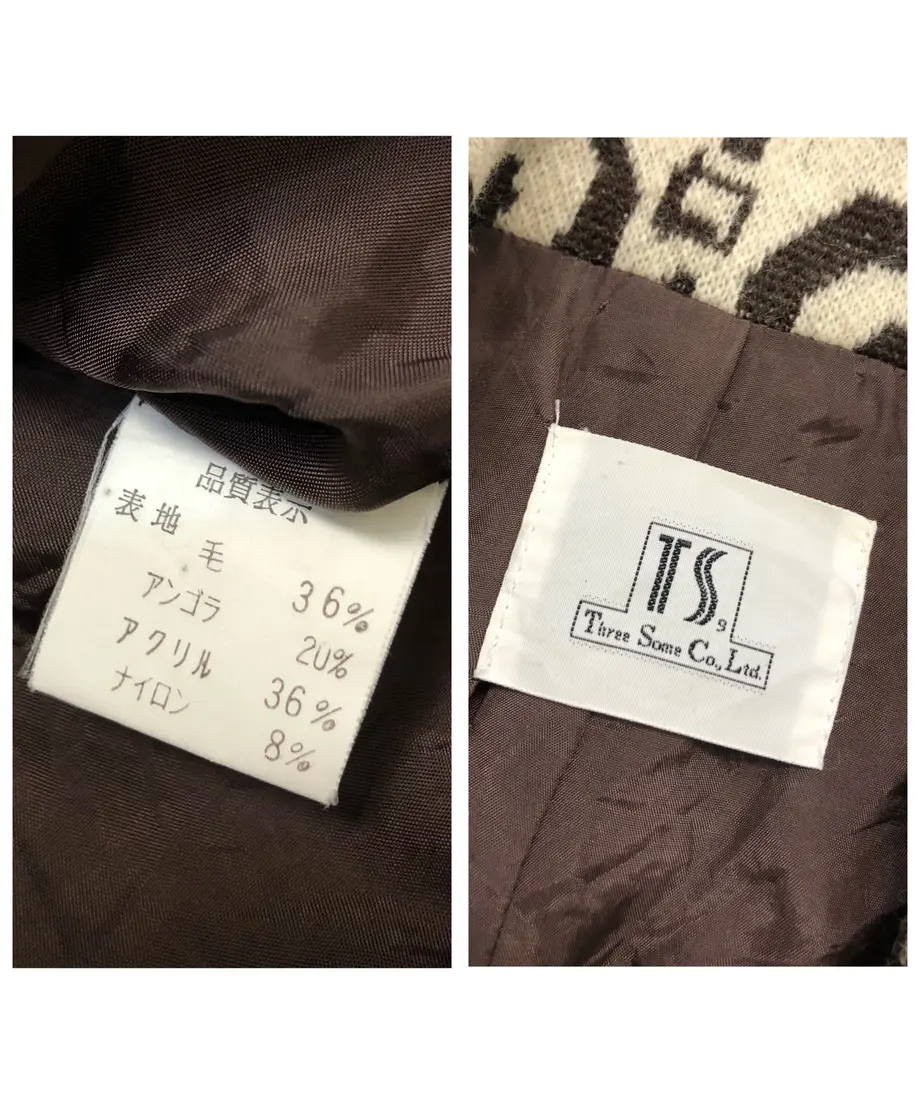 品質表示
表地
毛 36%
アンゴラ 20%
アクリル 36%
ナイロン 8%
TS
9
Three Some Co., Ltd.